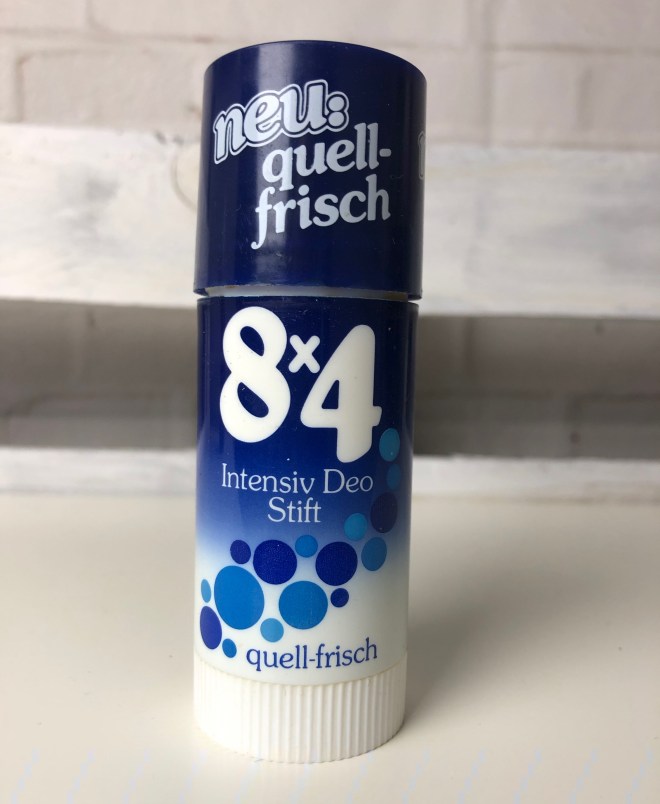 neu:
quell-
frisch
8x4
Intensiv Deo
Stift
quell-frisch